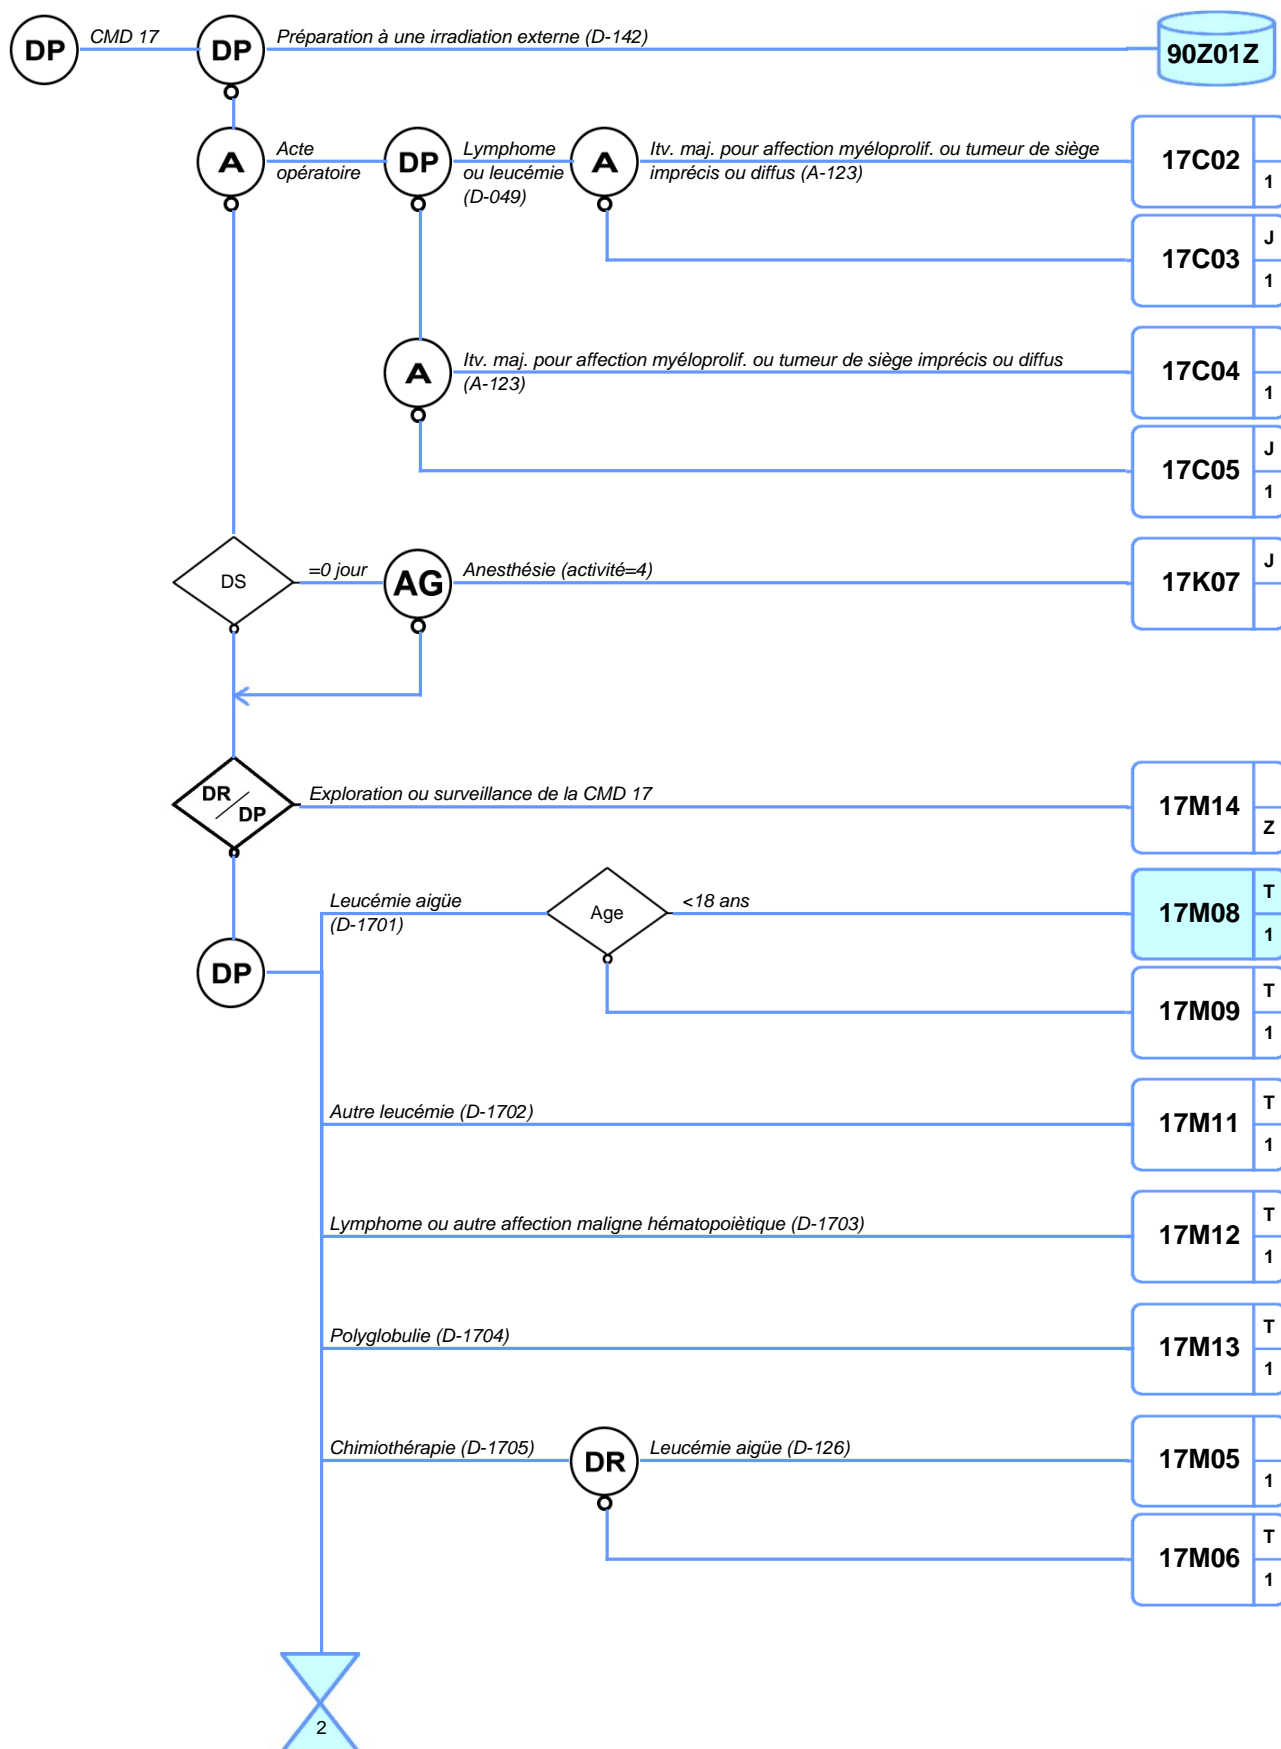 DP
CMD 17
DP
Préparation à une irradiation externe (D-142)
90Z01Z
A
Acte
opératoire
DP
Lymphome
ou leucémie
(D-049)
A
Itv. maj. pour affection myéloprolif. ou tumeur de siège
imprécis ou diffus (A-123)
17C02
1
17C03
J
1
A
Itv. maj. pour affection myéloprolif. ou tumeur de siège imprécis ou diffus
(A-123)
17C04
1
17C05
J
1
DS
=0 jour
AG
Anesthésie (activité=4)
17K07
J
DR
DP
Exploration ou surveillance de la CMD 17
17M14
Z
DP
Leucémie aigüe
(D-1701)
Age
<18 ans
17M08
T
1
17M09
T
1
Autre leucémie (D-1702)
17M11
T
1
Lymphome ou autre affection maligne hématopoiètique (D-1703)
17M12
T
1
Polyglobulie (D-1704)
17M13
T
1
Chimiothérapie (D-1705)
DR
Leucémie aigüe (D-126)
17M05
1
17M06
T
1
2